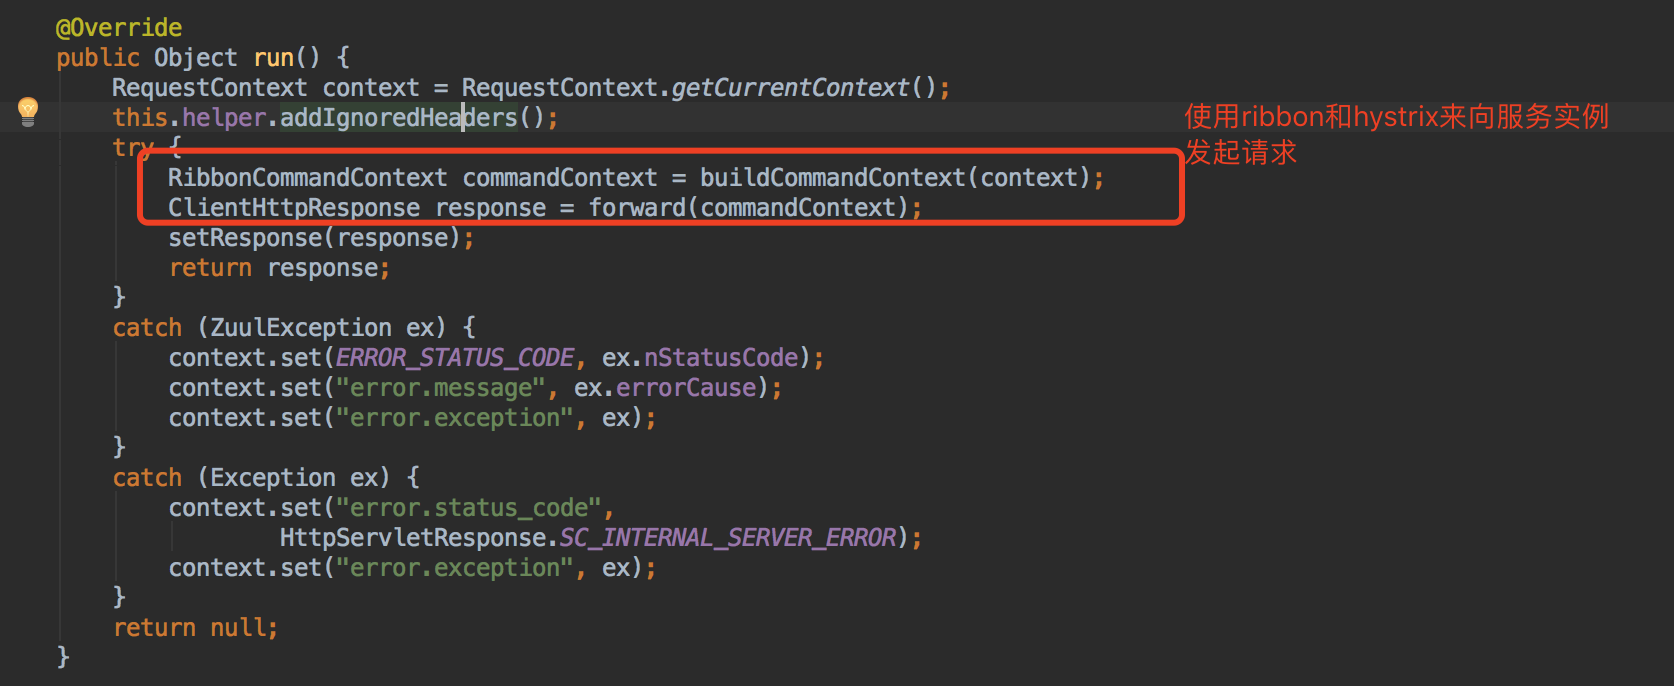 @Override
public Object run() {
RequestContext context = RequestContext.getCurrentContext();
this.helper.addIgnoredHeaders();
try {
RibbonCommandContext commandContext = buildCommandContext(context);
ClientHttpResponse response = forward(commandContext);
setResponse(response);
return response;
}
catch (ZuulException ex) {
context.set(ERROR_STATUS_CODE, ex.nStatusCode);
context.set("error.message", ex.errorCause);
context.set("error.exception", ex);
}
catch (Exception ex) {
context.set("error.status_code",
HttpServletResponse.SC_INTERNAL_SERVER_ERROR);
context.set("error.exception", ex);
}
return null;
}
使用ribbon和hystrix来向服务实例
发起请求